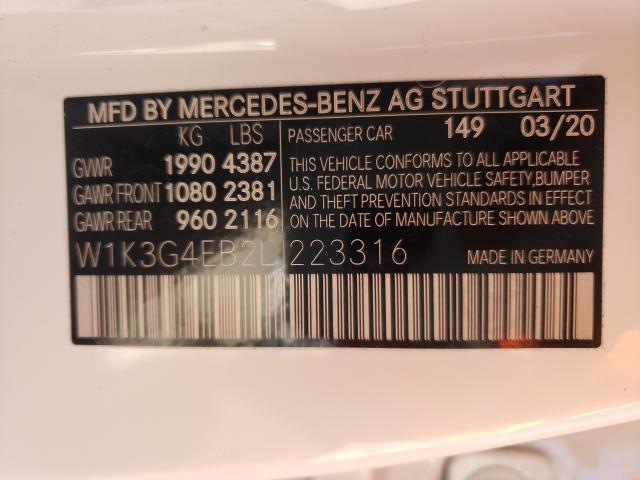 MFD BY MERCEDES-BENZ AG STUTTGART
KG LBS
GVWR 1990 4387
GAWR FRONT 1080 2381
GAWR REAR 960 2116
PASSENGER CAR 149 03/20
THIS VEHICLE CONFORMS TO ALL APPLICABLE
U.S. FEDERAL MOTOR VEHICLE SAFETY,BUMPER
AND THEFT PREVENTION STANDARDS IN EFFECT
ON THE DATE OF MANUFACTURE SHOWN ABOVE
W1K3G4EB2L 223316
MADE IN GERMANY